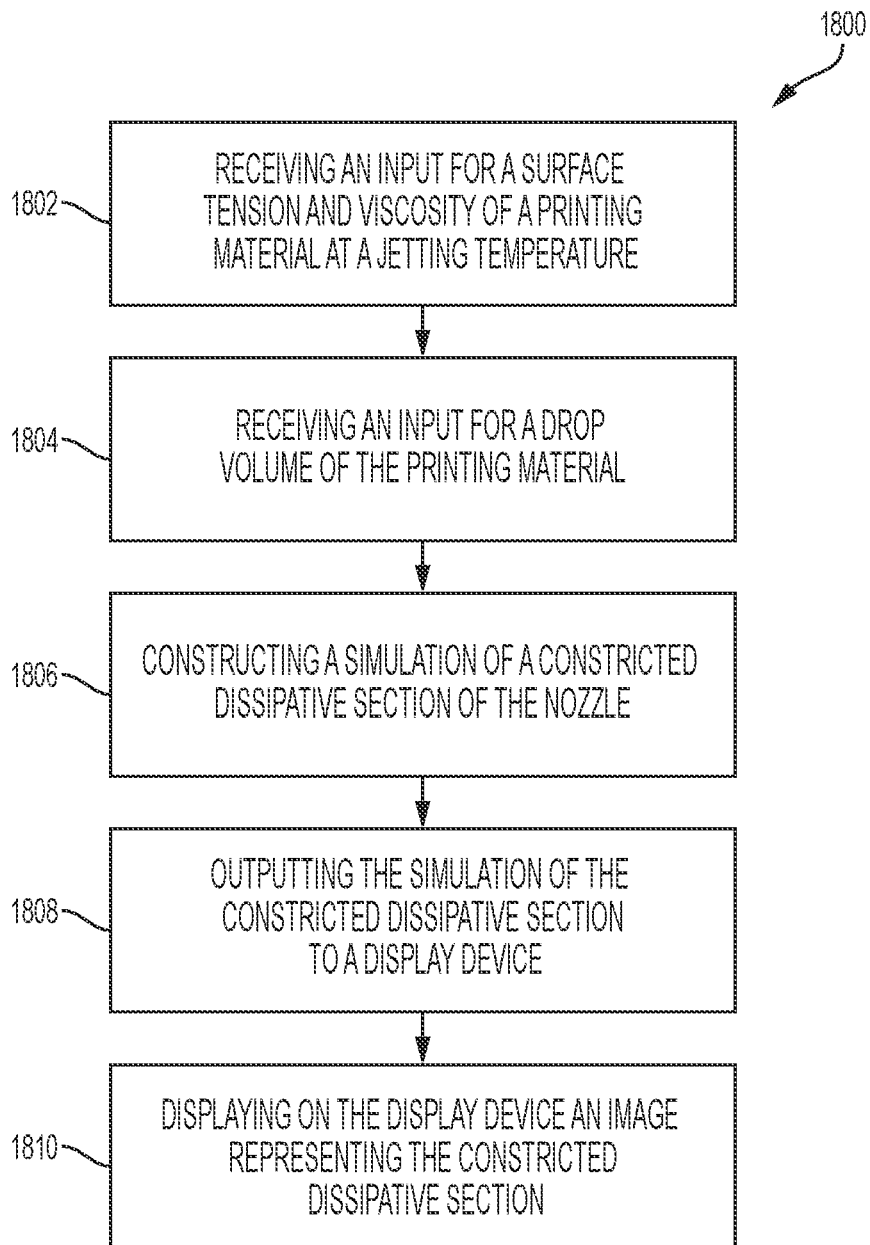 1800
1802
RECEIVING AN INPUT FOR A SURFACE
TENSION AND VISCOSITY OF A PRINTING
MATERIAL AT A JETTING TEMPERATURE
1804
RECEIVING AN INPUT FOR A DROP
VOLUME OF THE PRINTING MATERIAL
1806
CONSTRUCTING A SIMULATION OF A CONSTRICTED
DISSIPATIVE SECTION OF THE NOZZLE
1808
OUTPUTTING THE SIMULATION OF THE
CONSTRICTED DISSIPATIVE SECTION
TO A DISPLAY DEVICE
1810
DISPLAYING ON THE DISPLAY DEVICE AN IMAGE
REPRESENTING THE CONSTRICTED
DISSIPATIVE SECTION